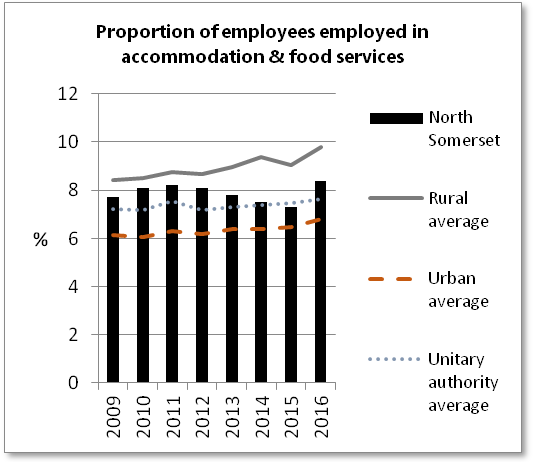 Proportion of employees employed in
accommodation & food services
12
10
8
6
4
2
0
%
2009
2010
2011
2012
2013
2014
2015
2016
North
Somerset
Rural
average
Urban
average
Unitary
authority
average